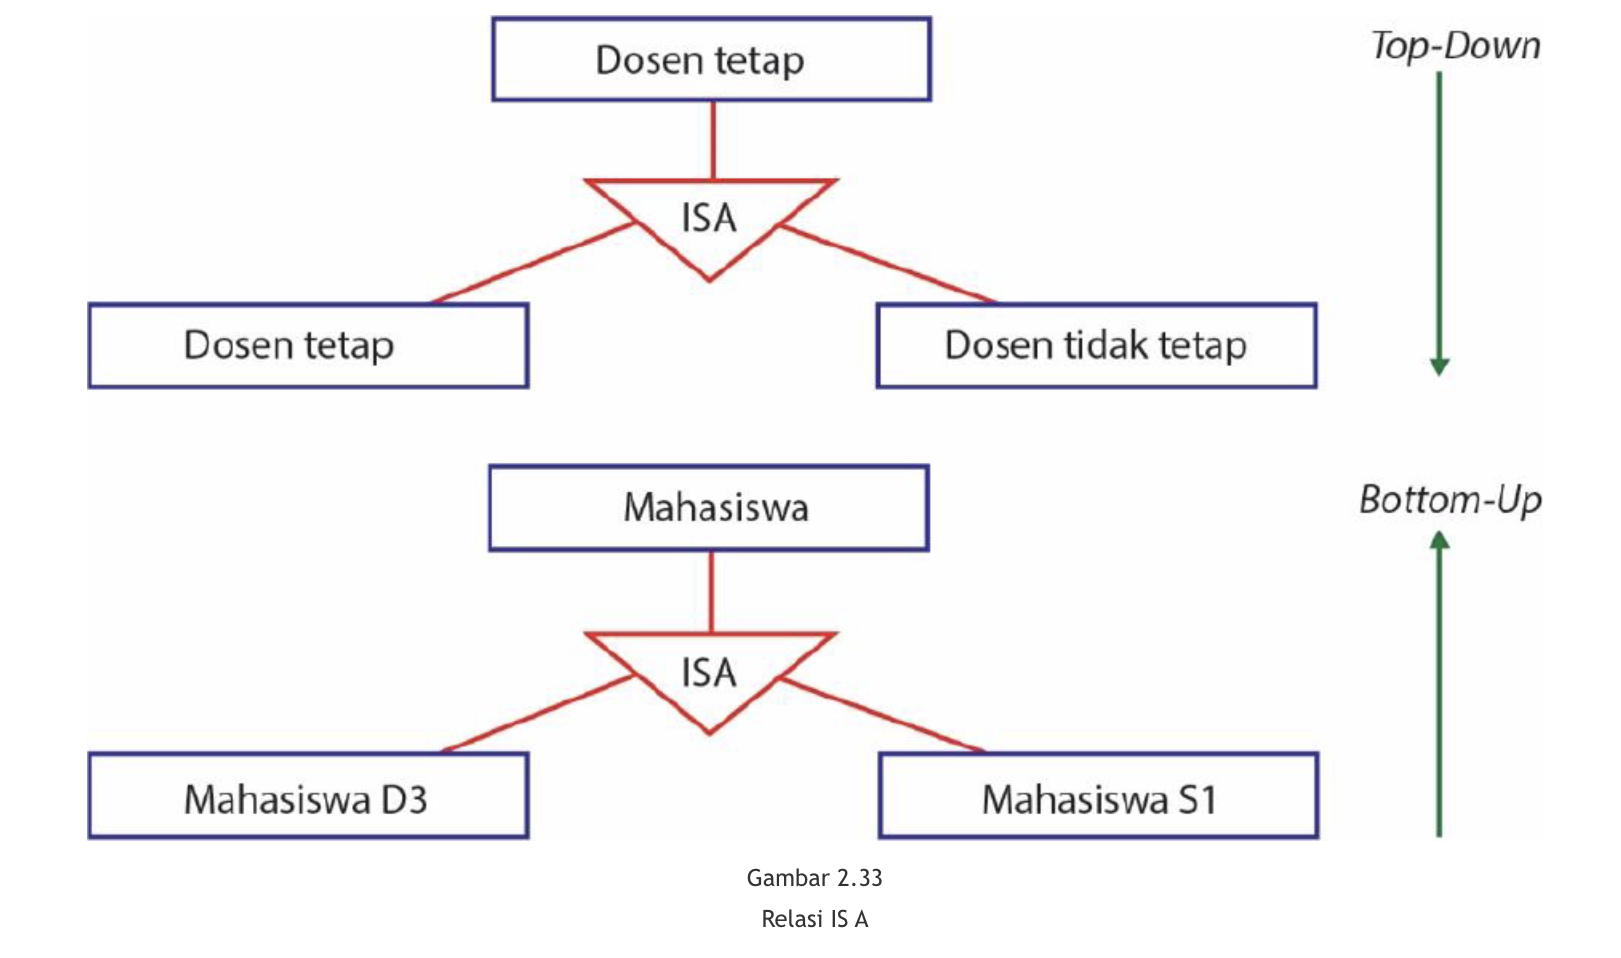 Dosen tetap
Top-Down
ISA
Dosen tetap
Dosen tidak tetap
Mahasiswa
Bottom-Up
ISA
Mahasiswa D3
Mahasiswa S1
Gambar 2.33
Relasi IS A